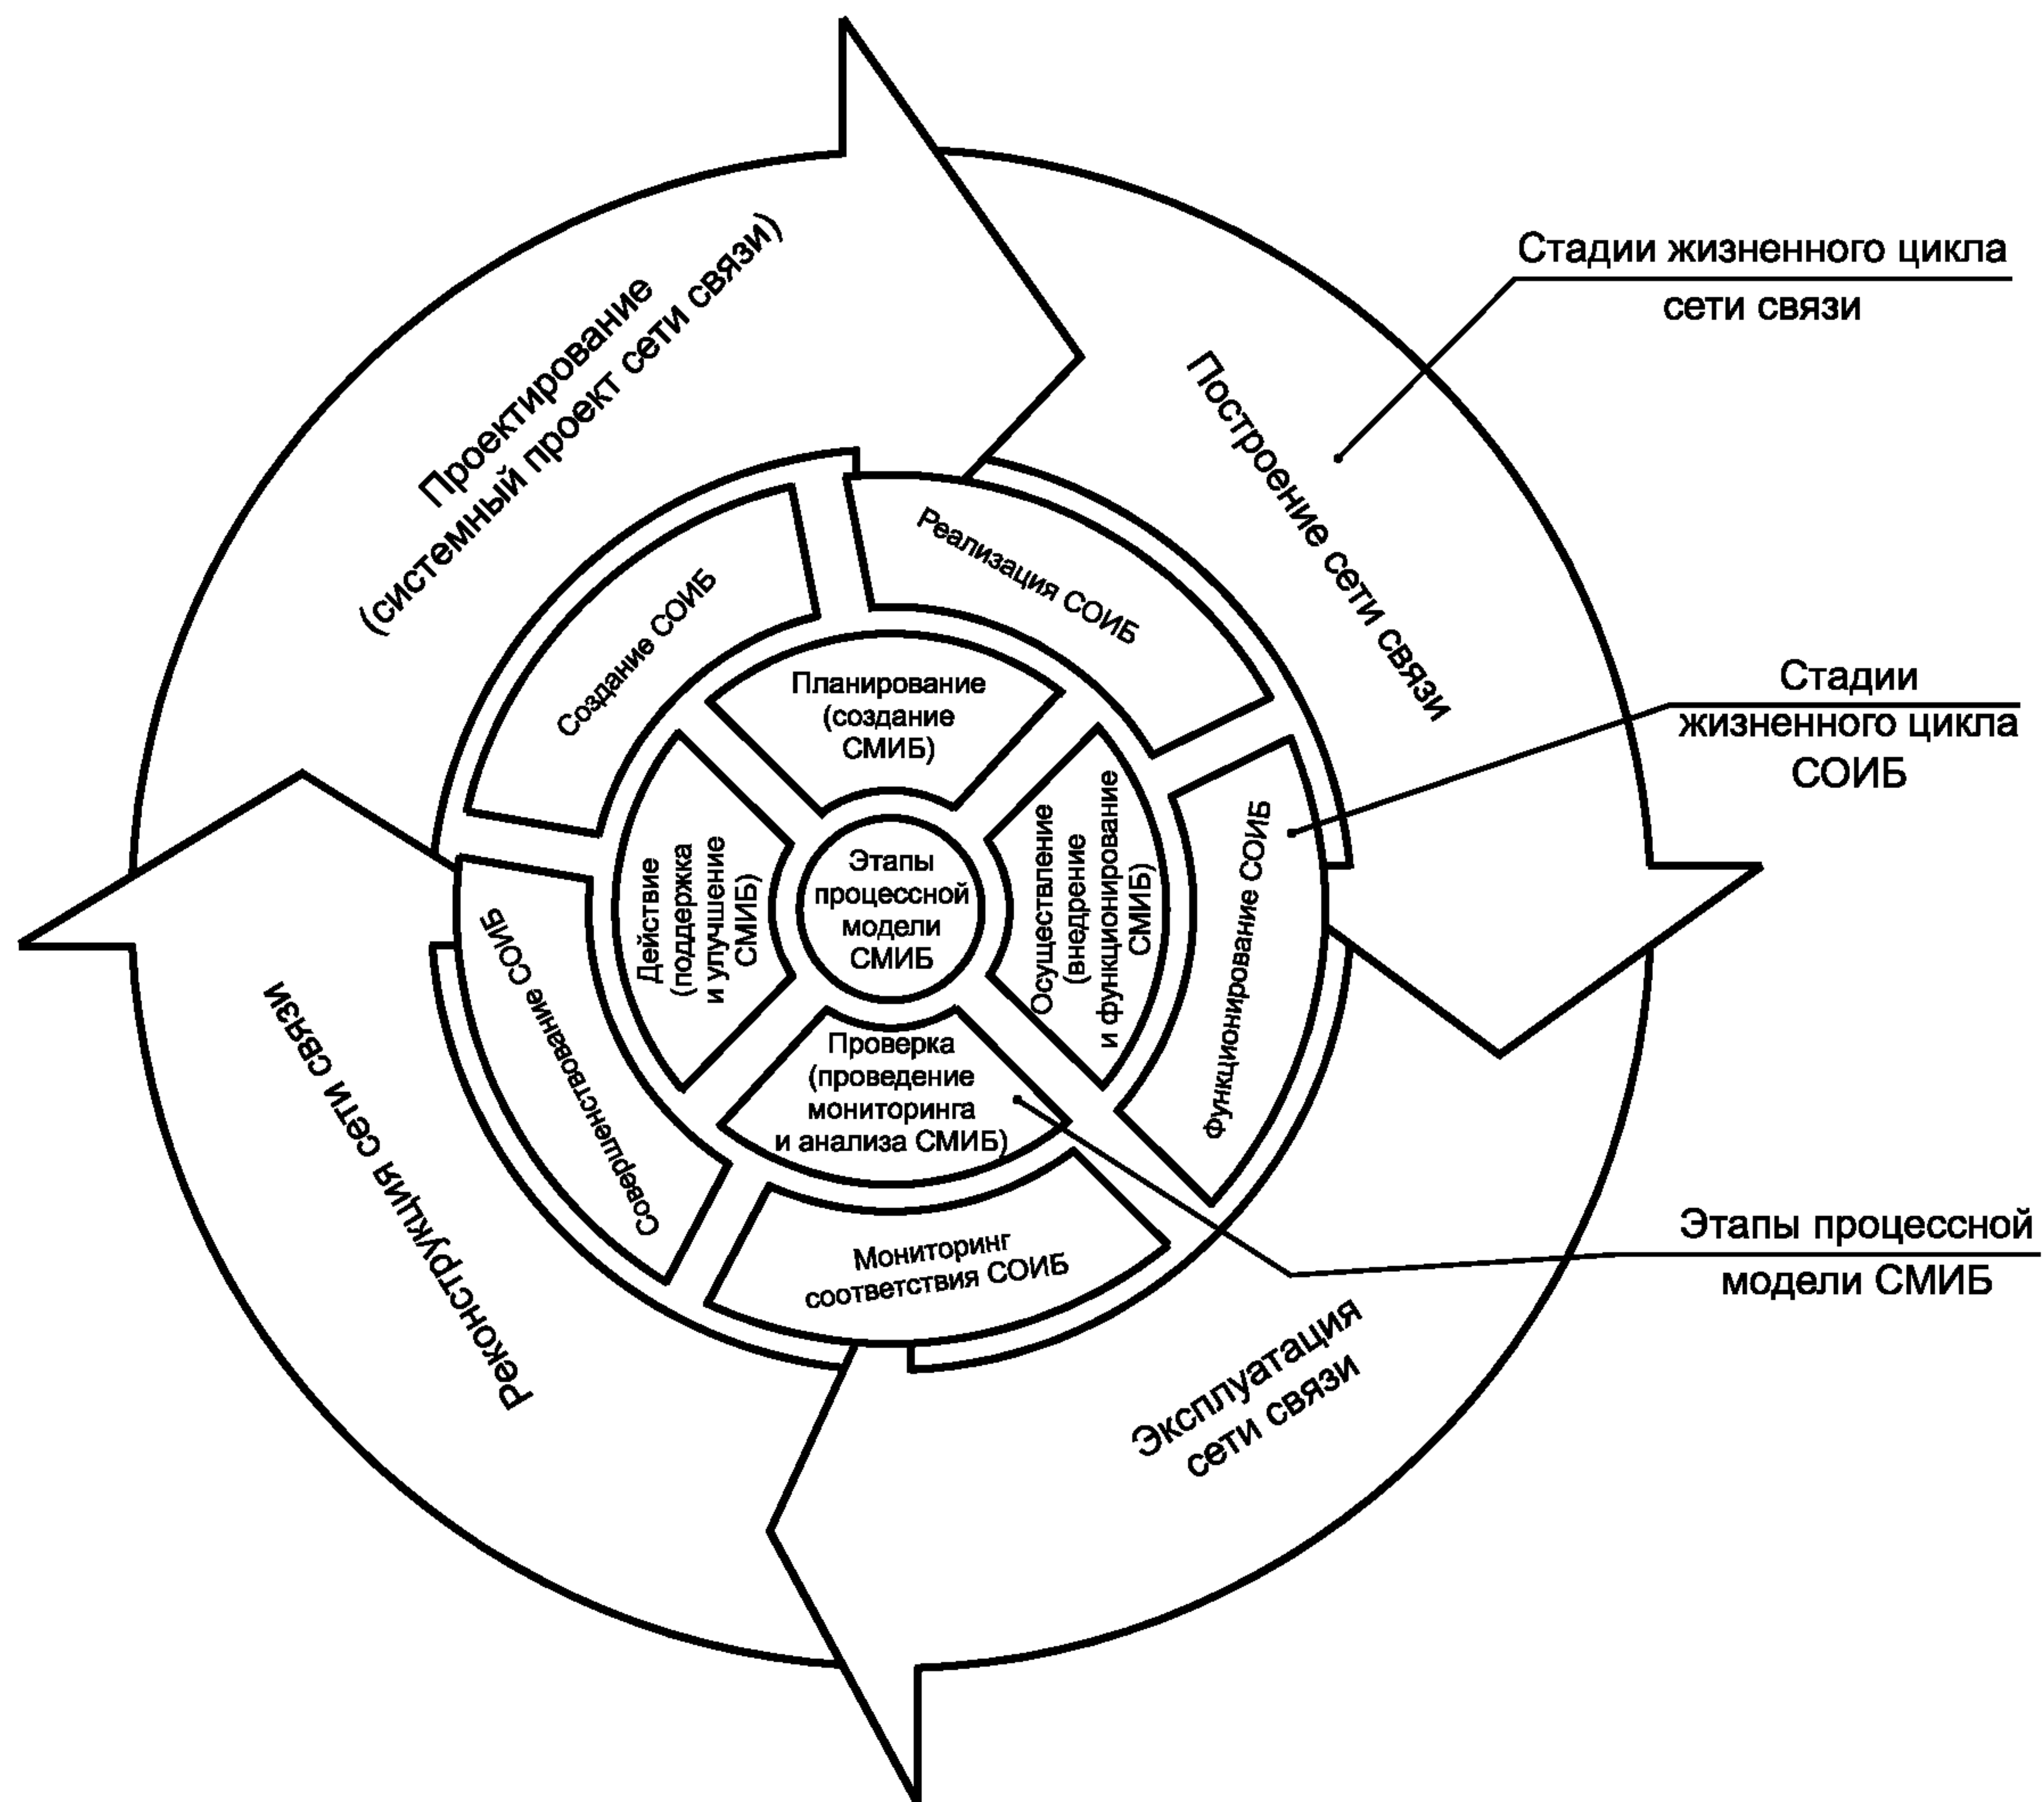 Проектирование
(системный проект сети связи)
Построение сети связи
Стадии жизненного цикла
сети связи
Создание СОИБ
Реализация СОИБ
Планирование
(создание
СМИБ)
Стадии
жизненного цикла
СОИБ
Действие
(поддержка
и улучшение
СМИБ)
Этапы
процессной
модели
СМИБ
Осуществление
(внедрение
и функционирование
СМИБ)
Функционирование СОИБ
Совершенствование СОИБ
Проверка
(проведение
мониторинга
и анализа СМИБ)
Мониторинг
соответствия СОИБ
Реконструкция сети связи
Этапы процессной
модели СМИБ
Эксплуатация
сети связи